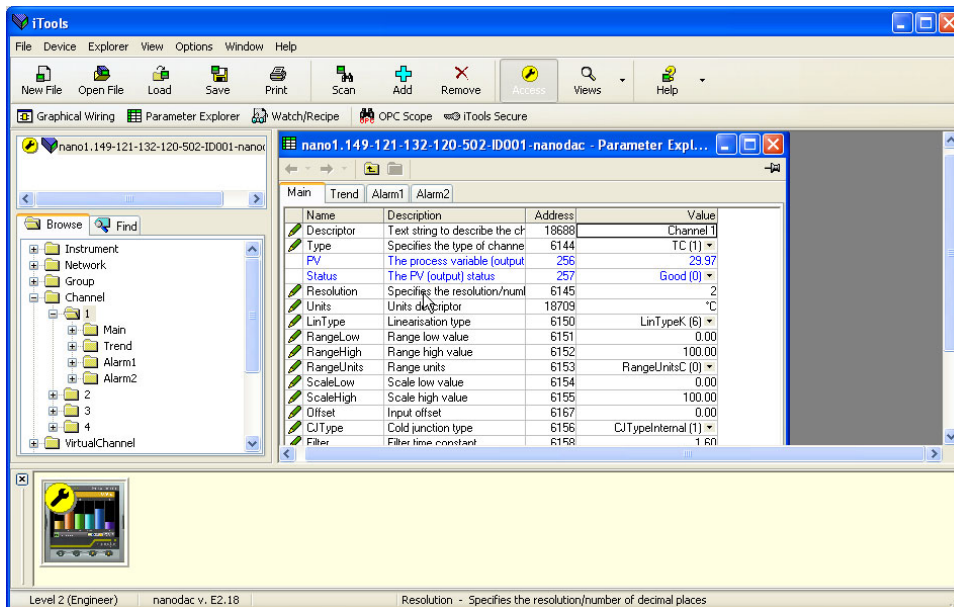 iTools
File Device Explorer View Options Window Help
New File Open File Load Save Print Scan Add Remove Access Views Help
Graphical Wiring Parameter Explorer Watch/Recipe OPC Scope iTools Secure
nano1.149-121-132-120-502-ID001-nanod
Browse Find
Instrument
Network
Group
Channel
1
Main
Trend
Alarm1
Alarm2
2
3
4
VirtualChannel
nano1.149-121-132-120-502-ID001-nanodac - Parameter Expl...
Main Trend Alarm1 Alarm2
Name Description Address Value
Descriptor Text string to describe the ch 18688 Channel 1
Type Specifies the type of channe 6144 TC (1)
PV The process variable (output 256 29.97
Status The PV (output) status 257 Good (0)
Resolution Specifies the resolution/numl 6145 2
Units Units descriptor 18709 °C
LinType Linearisation type 6150 LinTypeK (6)
RangeLow Range low value 6151 0.00
RangeHigh Range high value 6152 100.00
RangeUnits Range units 6153 RangeUnitsC (0)
ScaleLow Scale low value 6154 0.00
ScaleHigh Scale high value 6155 100.00
Offset Input offset 6167 0.00
CJType Cold junction type 6156 CJTypeInternal (1)
Filter Filter time constant 6158 1.60
Level 2 (Engineer) nanodac v. E2.18 Resolution - Specifies the resolution/number of decimal places